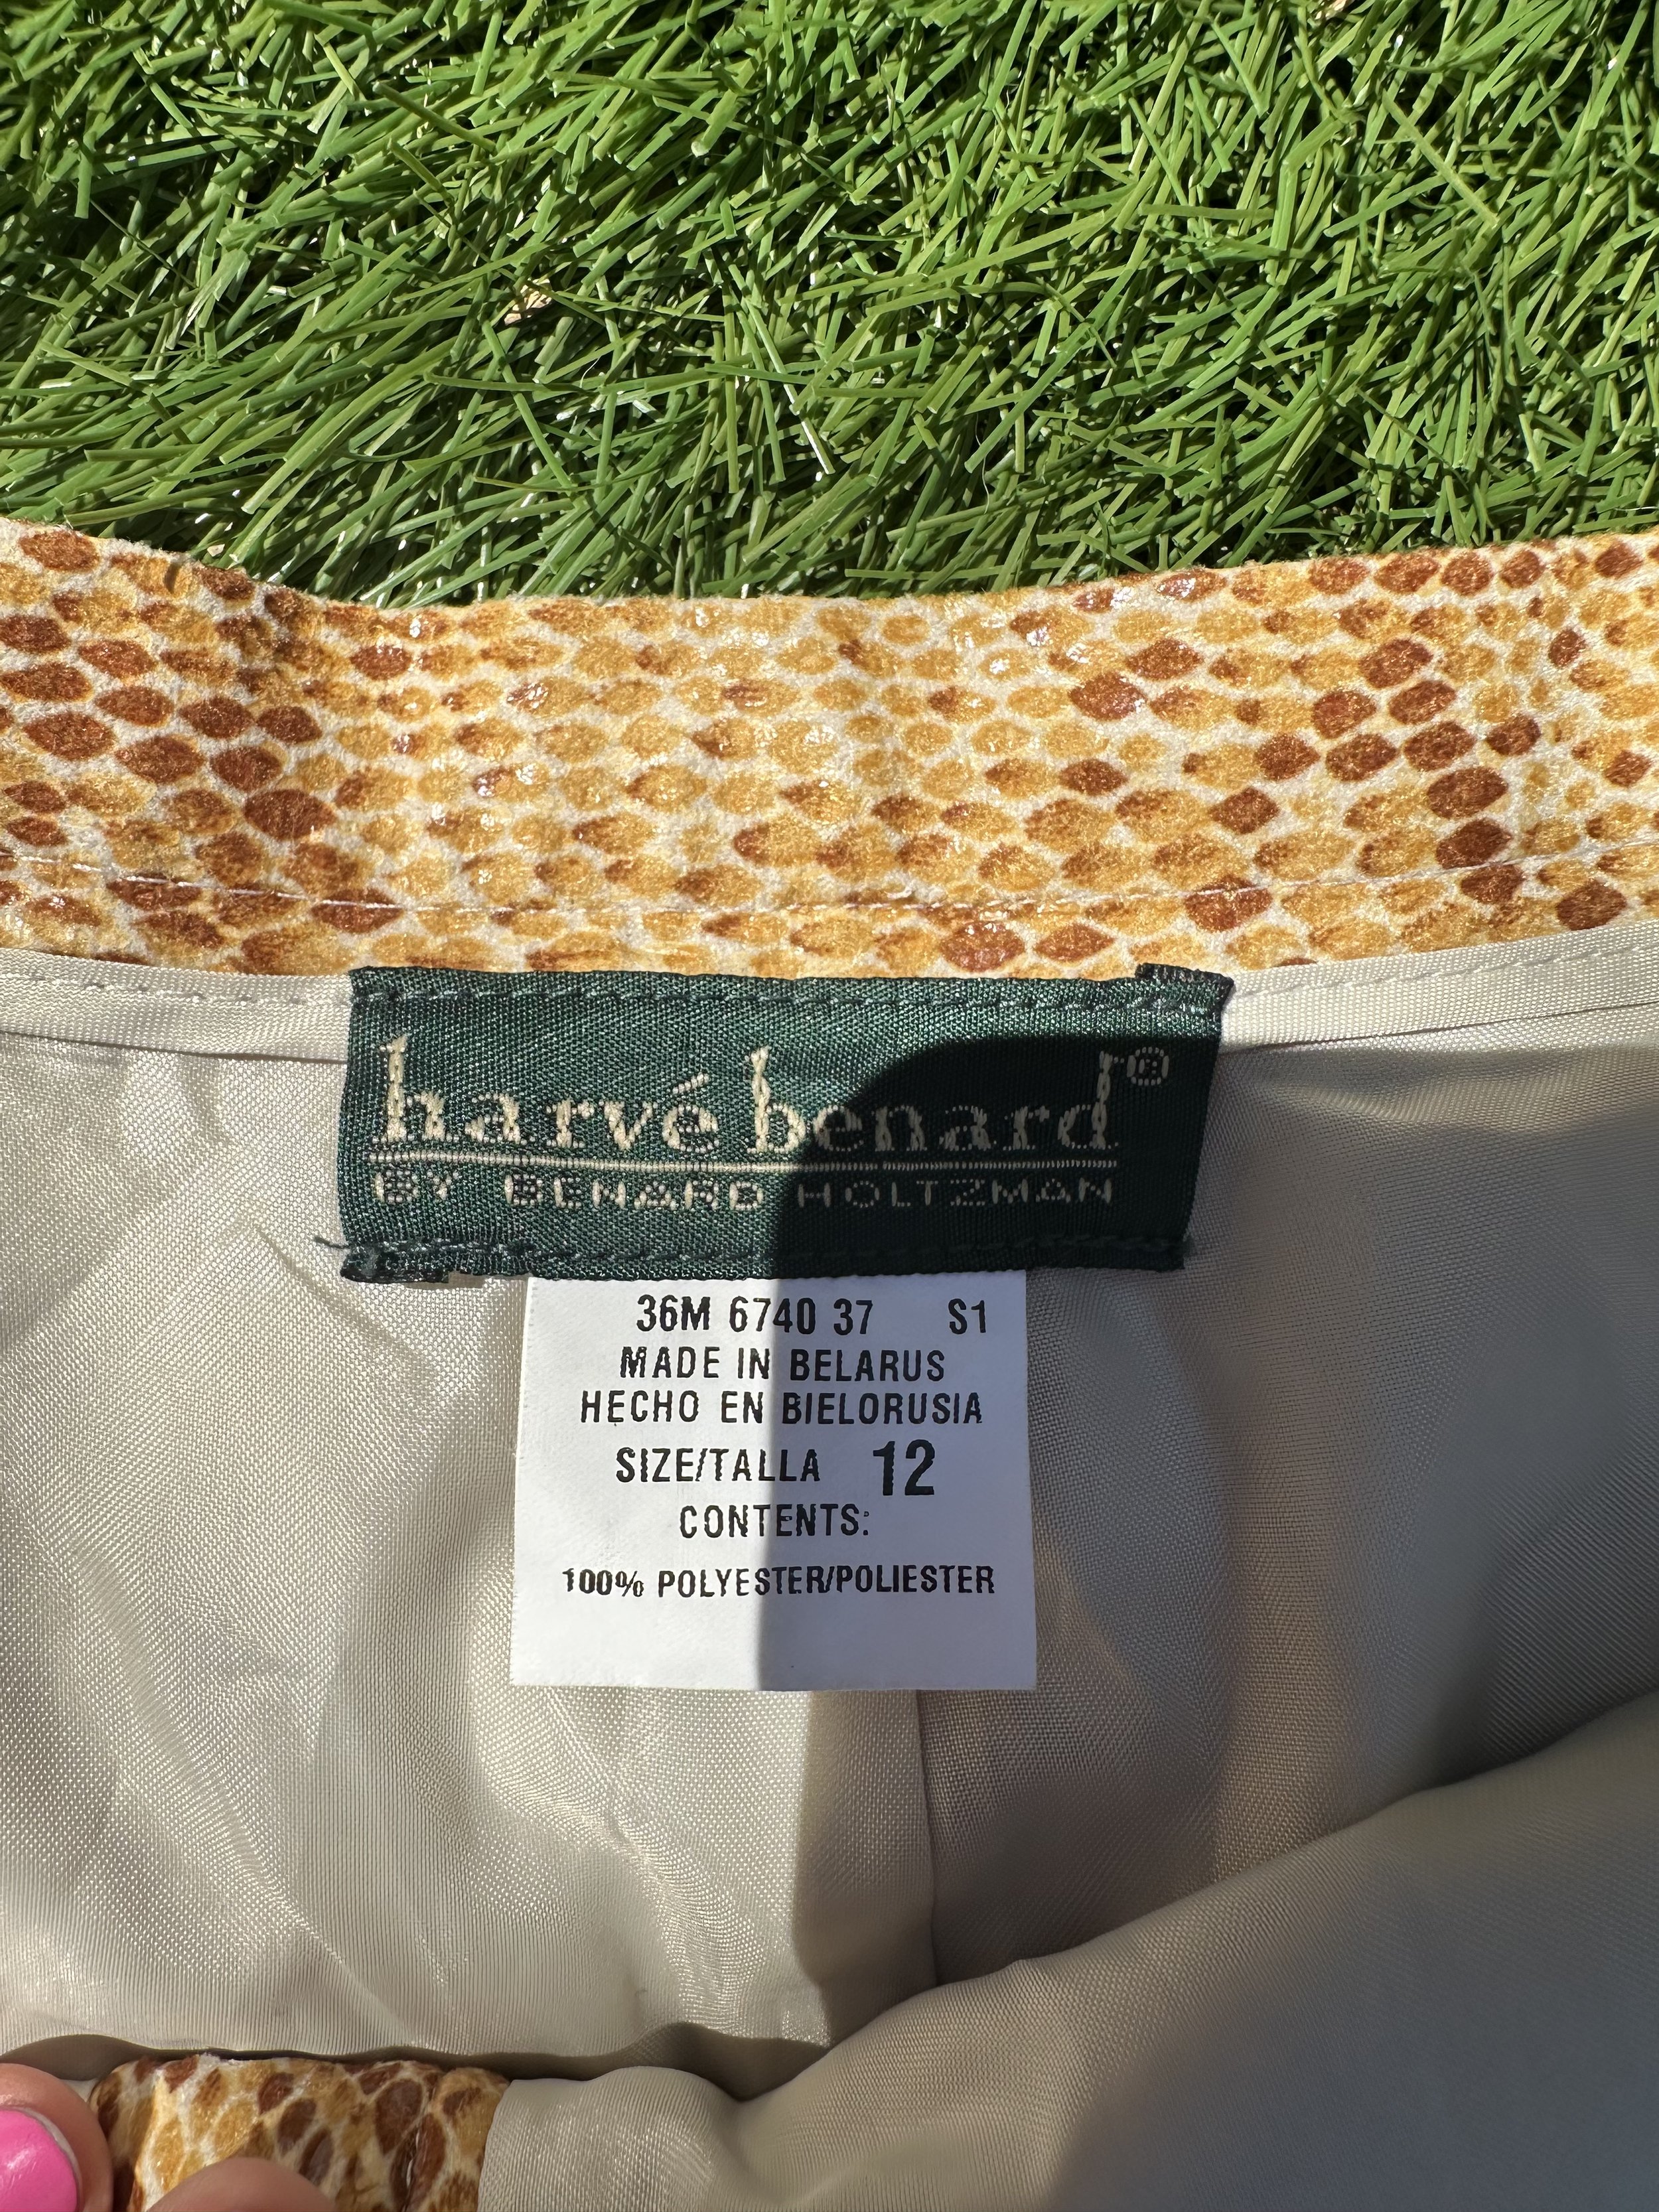 harvé benard®
BY BENARD HOLTZMAN
36M 6740 37 S1
MADE IN BELARUS
HECHO EN BIELORUSIA
SIZE/TALLA 12
CONTENTS:
100% POLYESTER/POLIESTER